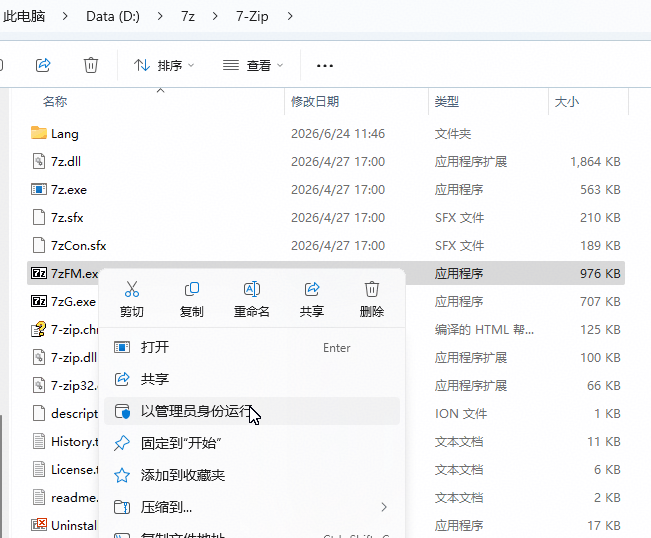 此电脑 > Data (D:) > 7z > 7-Zip >
排序 查看 ...
名称 修改日期 类型 大小
Lang 2026/6/24 11:46 文件夹
7z.dll 2026/4/27 17:00 应用程序扩展 1,864 KB
7z.exe 2026/4/27 17:00 应用程序 563 KB
7z.sfx 2026/4/27 17:00 SFX 文件 210 KB
7zCon.sfx 2026/4/27 17:00 SFX 文件 189 KB
7zFM.ex 应用程序 976 KB
剪切 复制 重命名 共享 删除
7zG.exe 应用程序 707 KB
7-zip.ch 编译的 HTML 帮... 125 KB
打开 Enter
7-zip.dll 应用程序扩展 100 KB
共享
7-zip32. 应用程序扩展 66 KB
以管理员身份运行
descript ION 文件 1 KB
固定到"开始"
History.t 文本文档 11 KB
添加到收藏夹
License.t 文本文档 6 KB
压缩到... >
readme. 文本文档 2 KB
Uninstal 应用程序 17 KB
复制文件地址 Ctrl+Shift+C